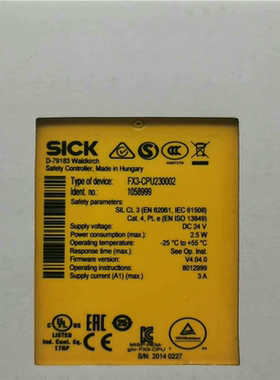 SICK
D-79183 Waldkirch
Safety Controller, Made in Hungary
Type of device: FX3-CPU230002
Ident. no.: 1058999
Safety parameters:
SIL CL 3 (EN 62061, IEC 61508)
Cat. 4, PL e (EN ISO 13849)
Supply voltage: DC 24 V
Power consumption (max.): 2.5 W
Operating temperature: -25 °C to +55 °C
Response time (max.): See Op. Inst.
Firmware version: V4.04.0
Operating instructions: 8012999
Supply current (A1) (max.): 3 A
UL
LISTED
Ind. Cont. Eq.
17RP
EAC
S/N: 2014 0227